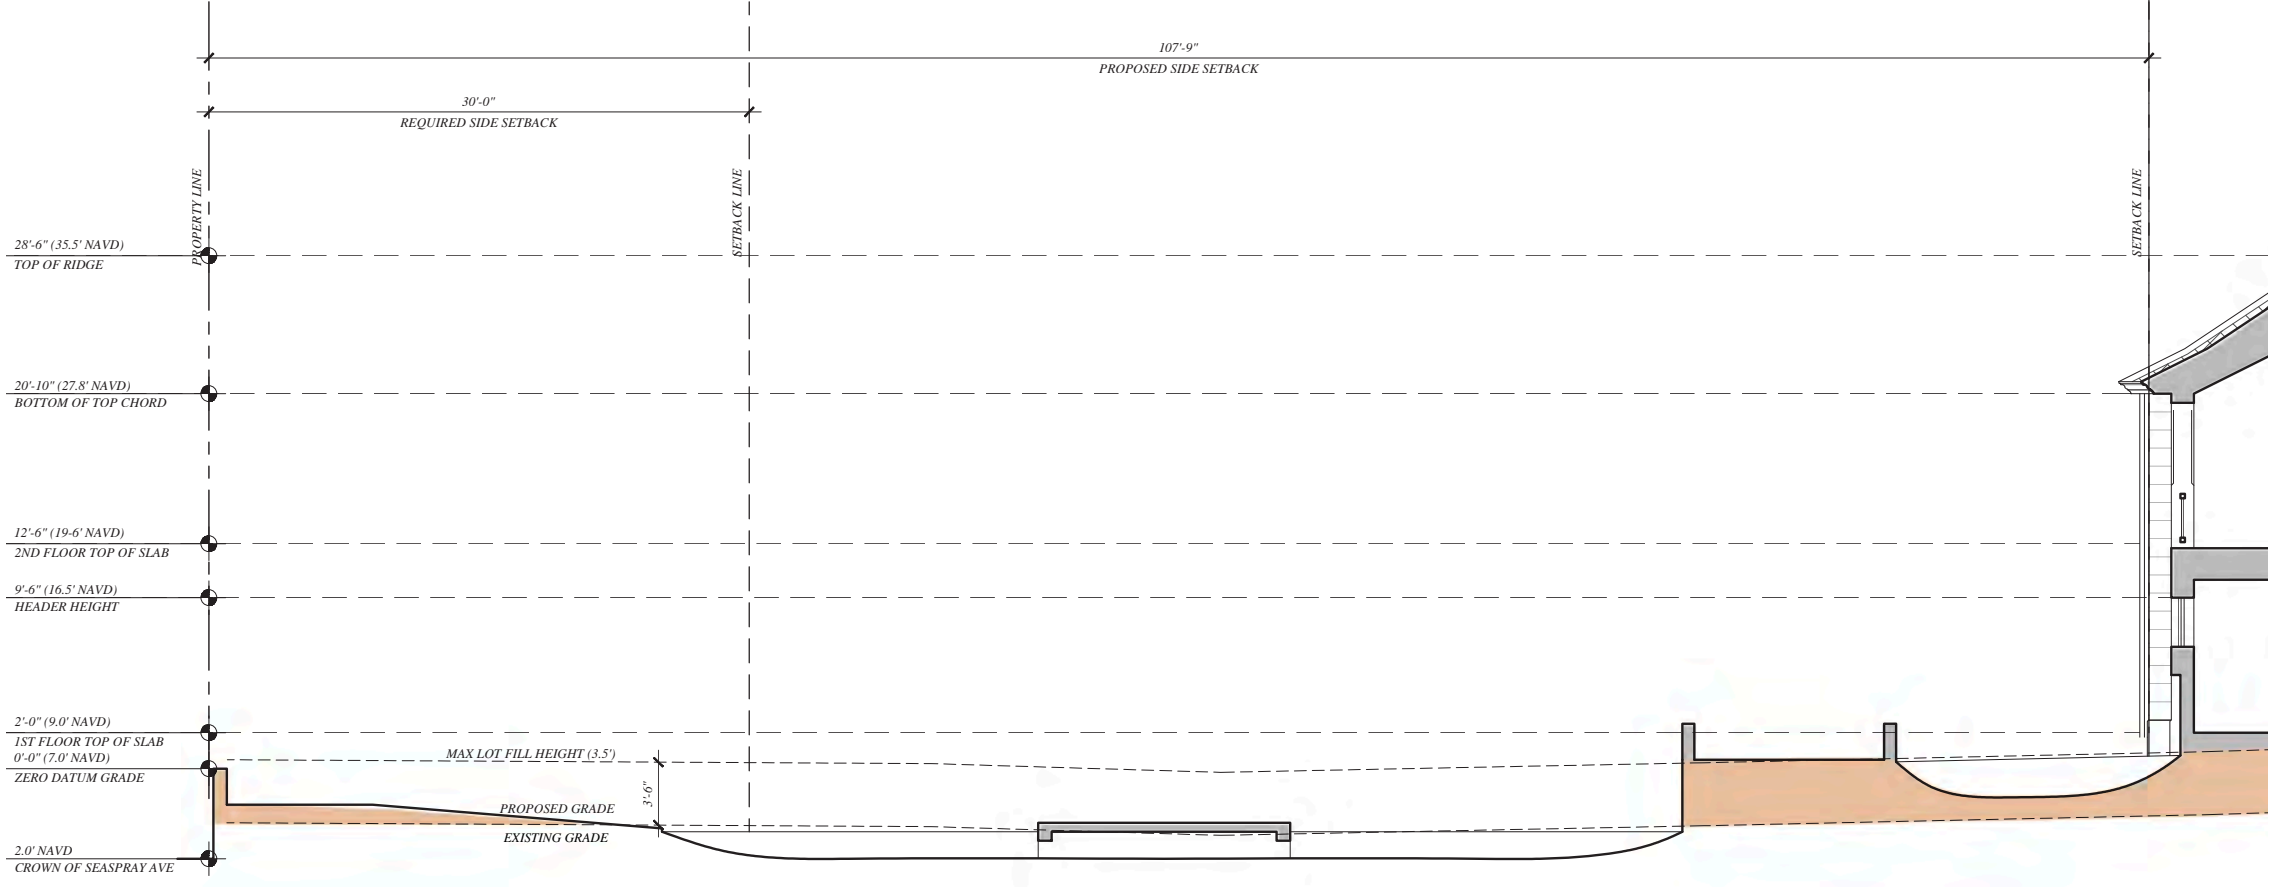 107'-9"
PROPOSED SIDE SETBACK
30'-0"
REQUIRED SIDE SETBACK
PROPERTY LINE
SETBACK LINE
SETBACK LINE
28'-6" (35.5' NAVD)
TOP OF RIDGE
20'-10" (27.8' NAVD)
BOTTOM OF TOP CHORD
12'-6" (19-6' NAVD)
2ND FLOOR TOP OF SLAB
9'-6" (16.5' NAVD)
HEADER HEIGHT
2'-0" (9.0' NAVD)
1ST FLOOR TOP OF SLAB
0'-0" (7.0' NAVD)
ZERO DATUM GRADE
MAX LOT FILL HEIGHT (3.5')
3'-6"
PROPOSED GRADE
EXISTING GRADE
2.0' NAVD
CROWN OF SEASPRAY AVE